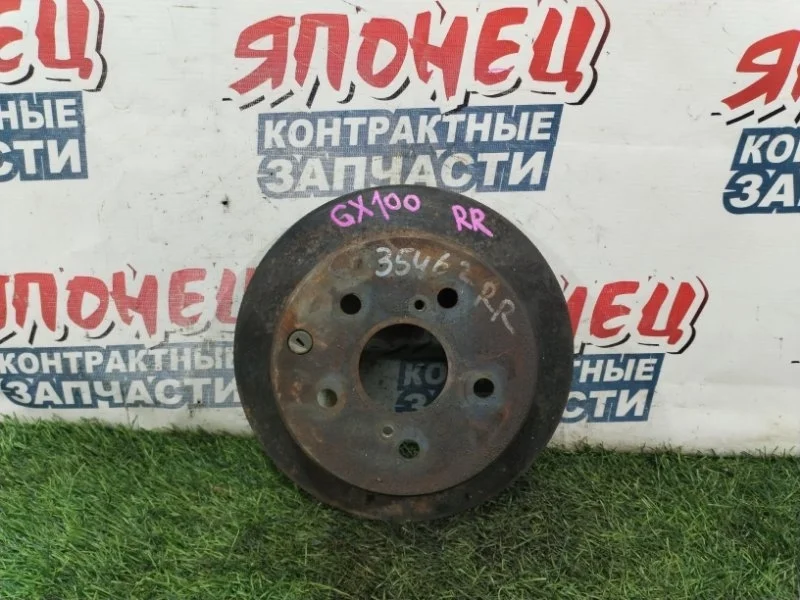 ЯПОНЕЦ
КОНТРАКТНЫЕ
ЗАПЧАСТИ
GX100 RR
35462
RR
ЯПОНЕЦ
КОНТРАКТНЫЕ
ЗАПЧАСТИ